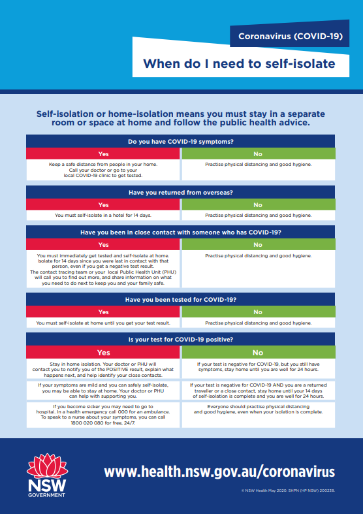 Coronavirus (COVID-19)
When do I need to self-isolate
Self-isolation or home-isolation means you must stay in a separate
room or space at home and follow the public health advice.
Do you have COVID-19 symptoms?
Yes
No
Keep a safe distance from people in your home.
Call your doctor or go to your
local COVID-19 clinic to get tested.
Practise physical distancing and good hygiene.
Have you returned from overseas?
Yes
No
You must self-isolate in a hotel for 14 days.
Practise physical distancing and good hygiene.
Have you been in close contact with someone who has COVID-19?
Yes
No
You must immediately get tested and self-isolate at home.
Isolate for 14 days since you were last in contact with that
person, even if you get a negative test result.
The contact tracing team or your local Public Health Unit (PHU)
will call you to find out more, and share information on what
you need to do next to keep you and your family safe.
Practise physical distancing and good hygiene
Have you been tested for COVID-19?
Yes
No
You must self-isolate at home until you get your test result.
Practise physical distancing and good hygiene.
Is your test for COVID-19 positive?
Yes
No
Stay in home isolation. Your doctor or PHU will
contact you to notify you of the POSITIVE result, explain what
happens next, and help identify your close contacts.
If your test is negative for COVID-19, but you still have
symptoms, stay home until you are well for 24 hours.
If your symptoms are mild and you can safely self-isolate,
you may be able to stay at home. Your doctor or PHU
can help with supporting you.
If your test is negative for COVID-19 AND you are a returned
traveller or a close contact, stay home until your 14 days
of self-isolation is complete and you are well for 24 hours.
If you become sicker you may need to go to
hospital. In a health emergency call 000 for an ambulance.
To speak to a nurse about your symptoms, you can call
1800 020 080 for free, 24/7.
Everyone should practise physical distancing
and good hygiene, even when your isolation is complete.
NSW
GOVERNMENT
www.health.nsw.gov.au/coronavirus
© NSW Health May 2020. SHPN (HP NSW)